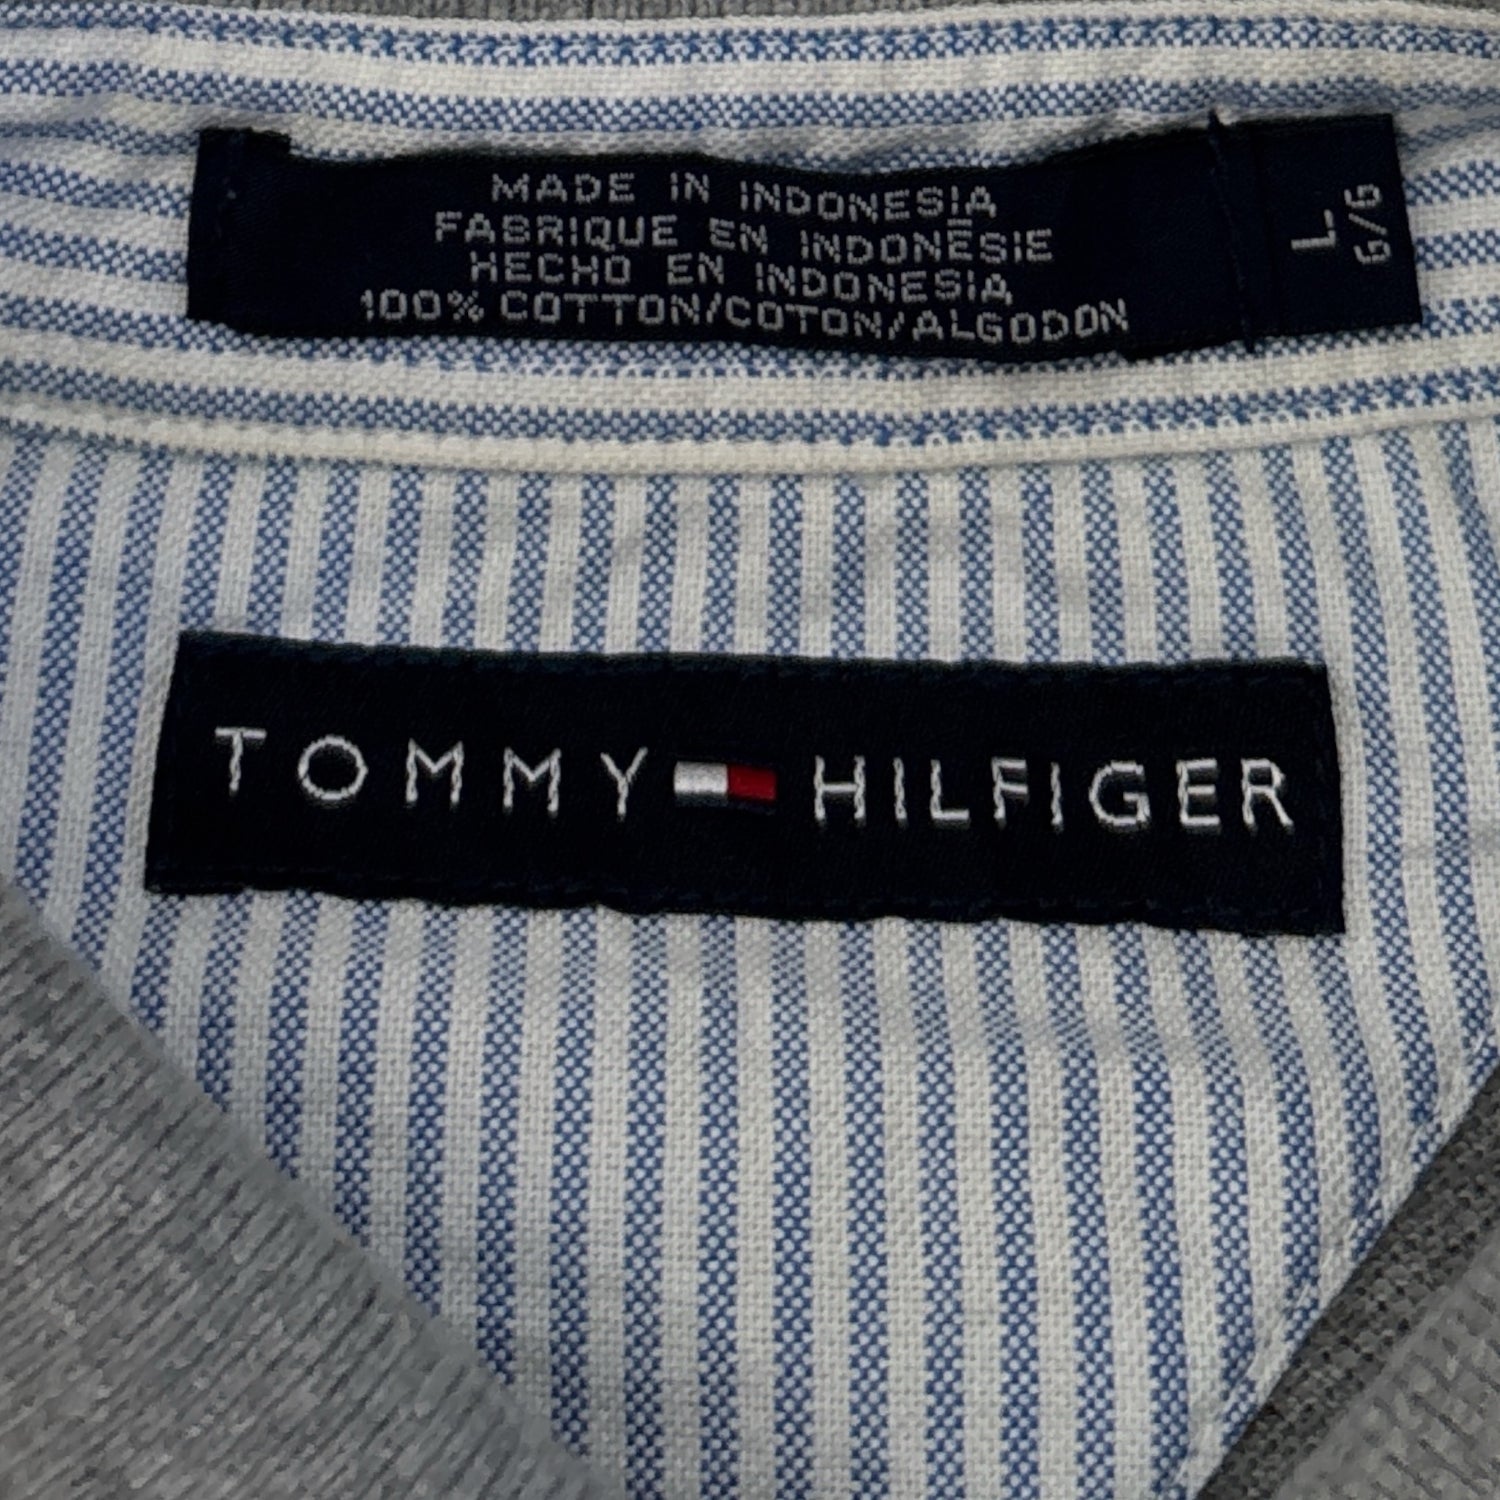 MADE IN INDONESIA
FABRIQUE EN INDONÉSIE
HECHO EN INDONESIA
100% COTTON/COTON/ALGODON
L
G/G
TOMMY HILFIGER